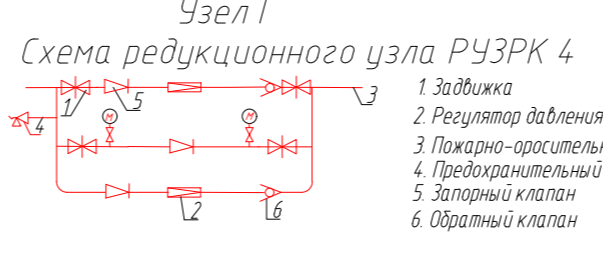 Узел 1
Схема редукционного узла РУЗРК 4
1. Задвижка
2. Регулятор давления
3. Пожарно-ороситель
4. Предохранительный
5. Запорный клапан
6. Обратный клапан
1
5
3
4
М
М
2
6